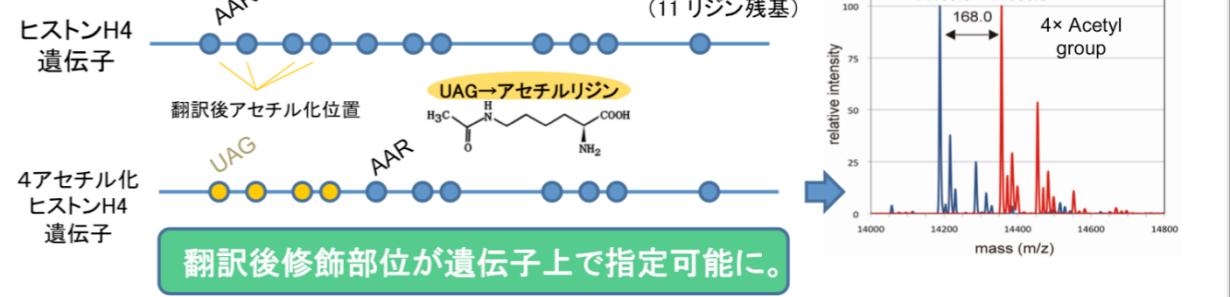 AAR
(11 リジン残基)
ヒストンH4
遺伝子
翻訳後アセチル化位置
UAG→アセチルリジン
H
H₃C
N
COOH
O
NH₂
UAG
AAR
4アセチル化
ヒストンH4
遺伝子
翻訳後修飾部位が遺伝子上で指定可能に。
168.0
4× Acetyl
group
relative intensity
100
75
50
25
0
14000
14200
14400
14600
14800
mass (m/z)